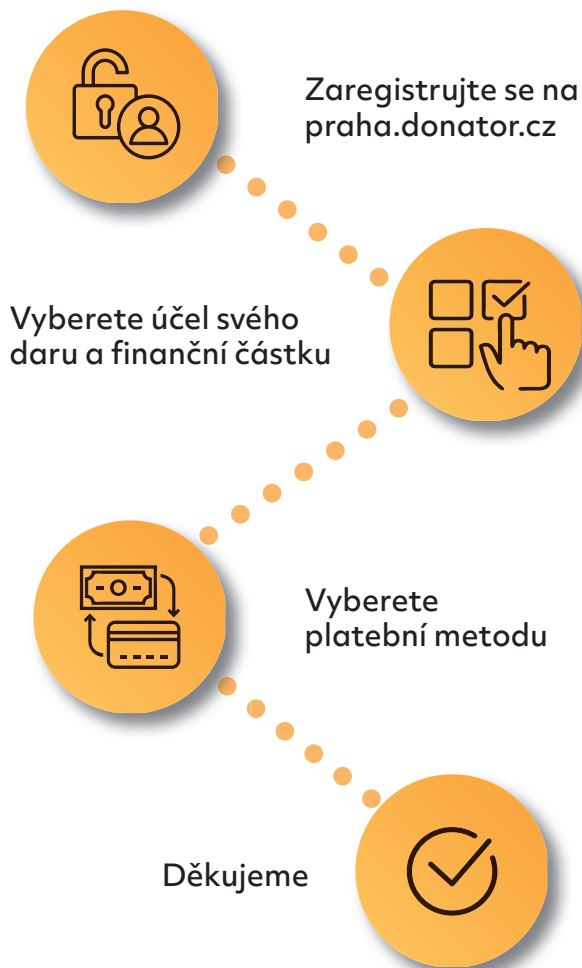 Zaregistrujte se na
praha.donator.cz
Vyberete účel svého
daru a finanční částku
Vyberete
platební metodu
Děkujeme